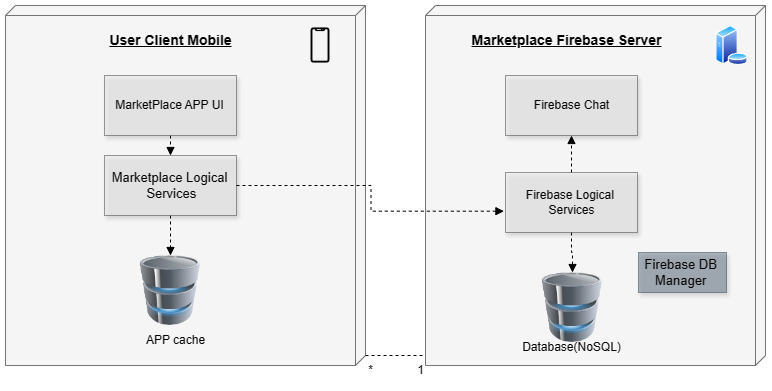 User Client Mobile
MarketPlace APP UI
Marketplace Logical
Services
APP cache
Marketplace Firebase Server
Firebase Chat
Firebase Logical
Services
Firebase DB
Manager
Database(NoSQL)
*
1